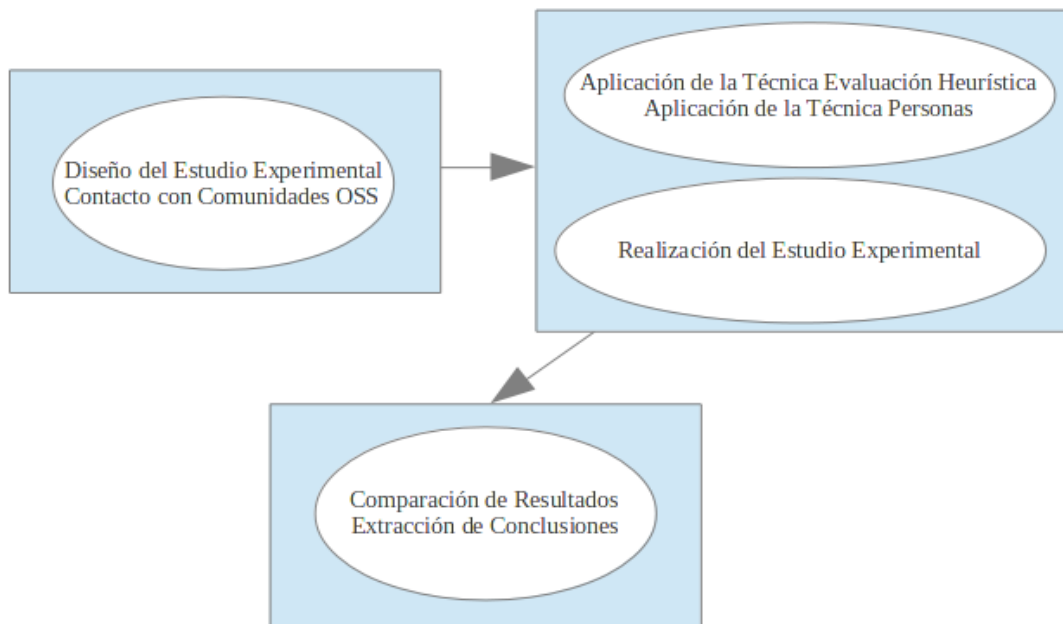 Diseño del Estudio Experimental
Contacto con Comunidades OSS
Aplicación de la Técnica Evaluación Heurística
Aplicación de la Técnica Personas
Realización del Estudio Experimental
Comparación de Resultados
Extracción de Conclusiones